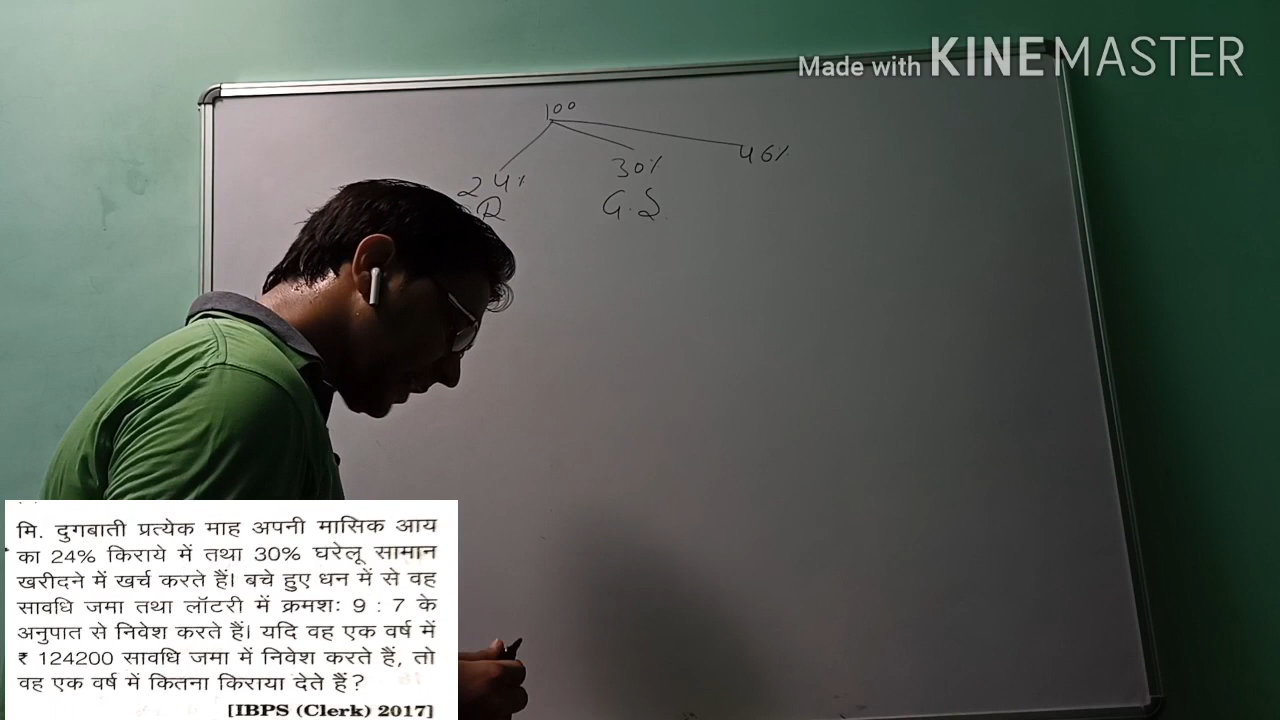 Made with KINEMASTER
100
24%
30%
46%
R
G.S.
मि. दुगबाती प्रत्येक माह अपनी मासिक आय
का 24% किराये में तथा 30% घरेलू सामान
खरीदने में खर्च करते हैं। बचे हुए धन में से वह
सावधि जमा तथा लॉटरी में क्रमशः 9 : 7 के
अनुपात से निवेश करते हैं। यदि वह एक वर्ष में
₹ 124200 सावधि जमा में निवेश करते हैं, तो
वह एक वर्ष में कितना किराया देते हैं?
[IBPS (Clerk) 2017]